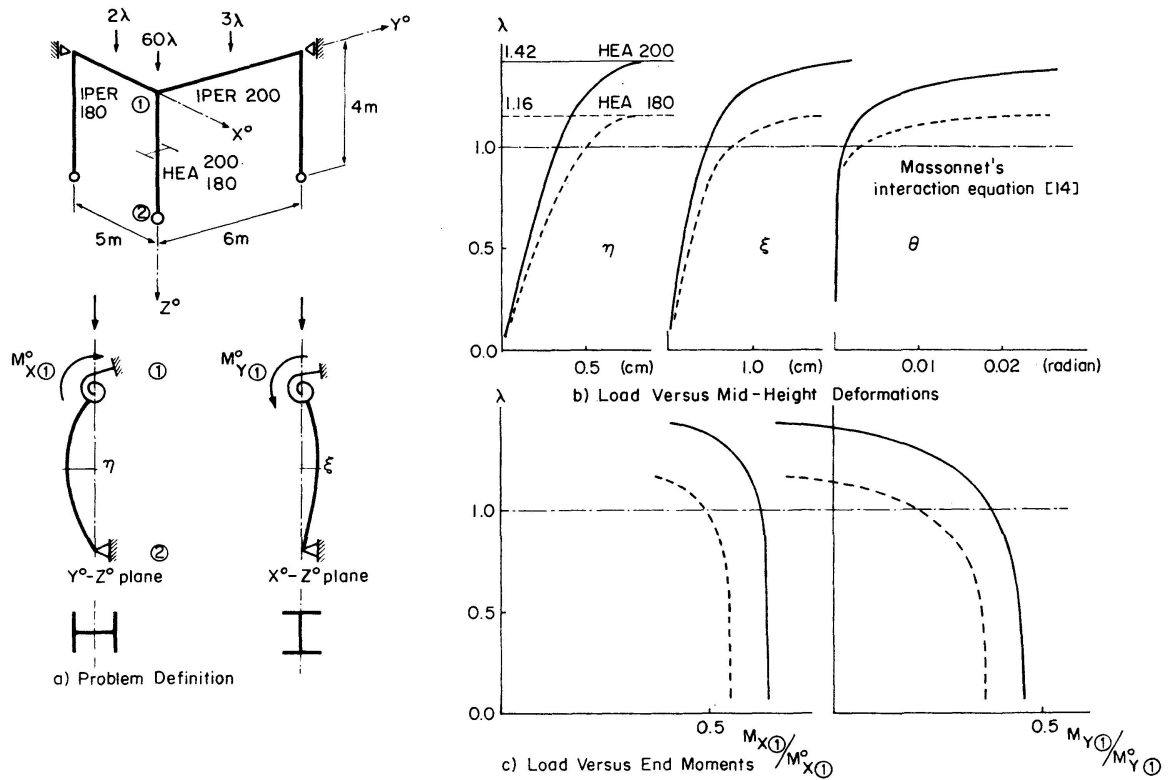 2λ
3λ
Y°
60λ
IPER
180
①
IPER 200
4m
X°
HEA 200
180
②
5m
6m
Z°
M°X①
①
M°Y①
η
ξ
②
Y°-Z° plane
X°-Z° plane
a) Problem Definition
λ
1.42
HEA 200
1.16
HEA 180
1.0
Massonnet's
interaction equation [14]
0.5
η
ξ
θ
0.0
0.5
(cm)
1.0
(cm)
0.01
0.02
(radian)
b) Load Versus Mid-Height Deformations
λ
1.0
0.5
0.0
0.5
MX①/M°X①
0.5
MY①/M°Y①
c) Load Versus End Moments